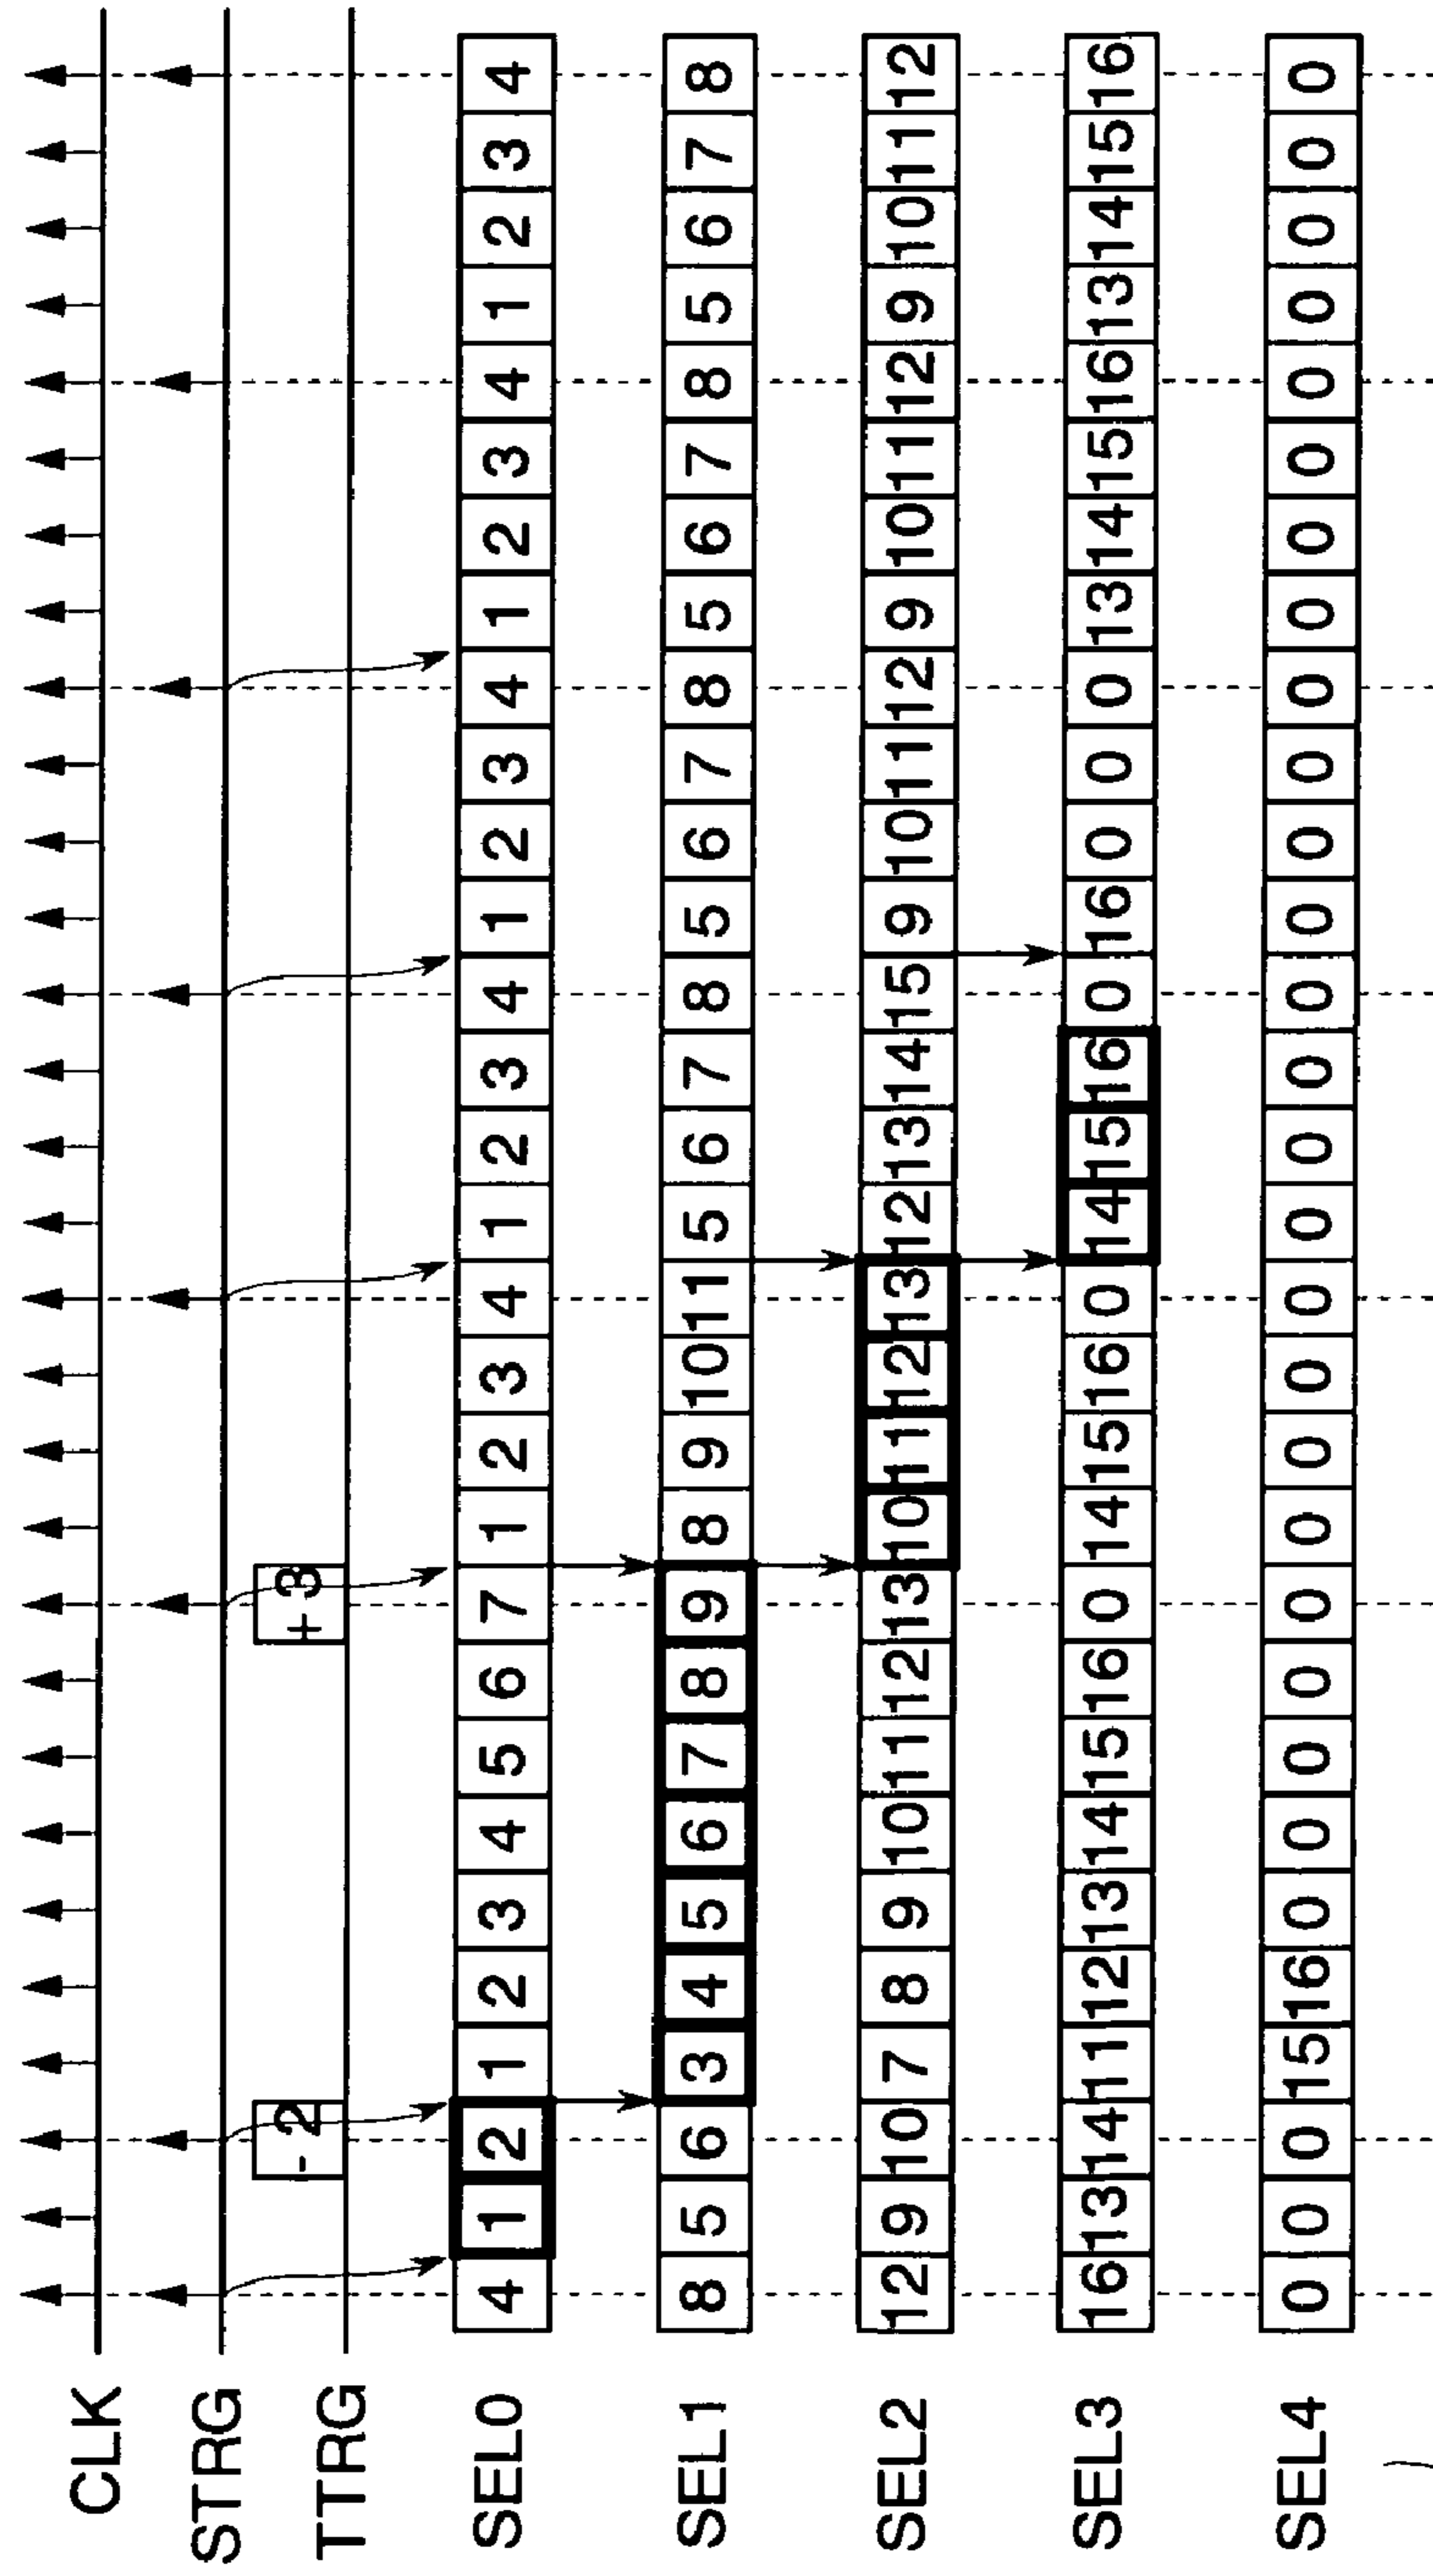 CLK
STRG
TTRG - 2 + 3
SEL0 4 1 2 1 2 3 4 5 6 7 1 2 3 4 1 2 3 4 1 2 3 4 1 2 3 4 1 2 3 4
SEL1 8 5 6 3 4 5 6 7 8 9 8 9 10 11 5 6 7 8 5 6 7 8 5 6 7 8 5 6 7 8
SEL2 12 9 10 7 8 9 10 11 12 13 10 11 12 13 12 13 14 15 9 10 11 12 9 10 11 12 9 10 11 12
SEL3 16 13 14 11 12 13 14 15 16 0 14 15 16 0 14 15 16 0 16 0 0 0 13 14 15 16 13 14 15 16
SEL4 0 0 0 15 16 0 0 0 0 0 0 0 0 0 0 0 0 0 0 0 0 0 0 0 0 0 0 0 0 0